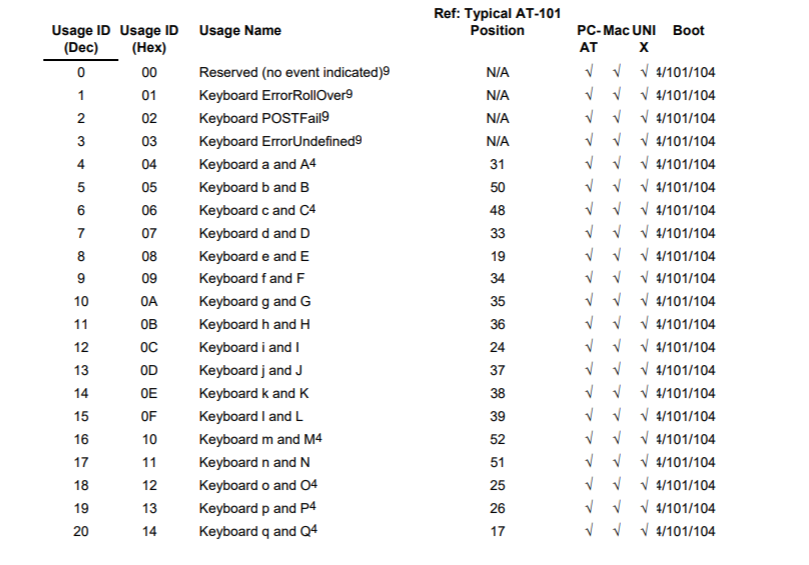 Ref: Typical AT-101
Usage ID Usage ID Usage Name Position PC- Mac UNI Boot
(Dec) (Hex) AT X
0 00 Reserved (no event indicated)9 N/A √ √ √ 4/101/104
1 01 Keyboard ErrorRollOver9 N/A √ √ √ 4/101/104
2 02 Keyboard POSTFail9 N/A √ √ √ 4/101/104
3 03 Keyboard ErrorUndefined9 N/A √ √ √ 4/101/104
4 04 Keyboard a and A4 31 √ √ √ 4/101/104
5 05 Keyboard b and B 50 √ √ √ 4/101/104
6 06 Keyboard c and C4 48 √ √ √ 4/101/104
7 07 Keyboard d and D 33 √ √ √ 4/101/104
8 08 Keyboard e and E 19 √ √ √ 4/101/104
9 09 Keyboard f and F 34 √ √ √ 4/101/104
10 0A Keyboard g and G 35 √ √ √ 4/101/104
11 0B Keyboard h and H 36 √ √ √ 4/101/104
12 0C Keyboard i and I 24 √ √ √ 4/101/104
13 0D Keyboard j and J 37 √ √ √ 4/101/104
14 0E Keyboard k and K 38 √ √ √ 4/101/104
15 0F Keyboard l and L 39 √ √ √ 4/101/104
16 10 Keyboard m and M4 52 √ √ √ 4/101/104
17 11 Keyboard n and N 51 √ √ √ 4/101/104
18 12 Keyboard o and O4 25 √ √ √ 4/101/104
19 13 Keyboard p and P4 26 √ √ √ 4/101/104
20 14 Keyboard q and Q4 17 √ √ √ 4/101/104